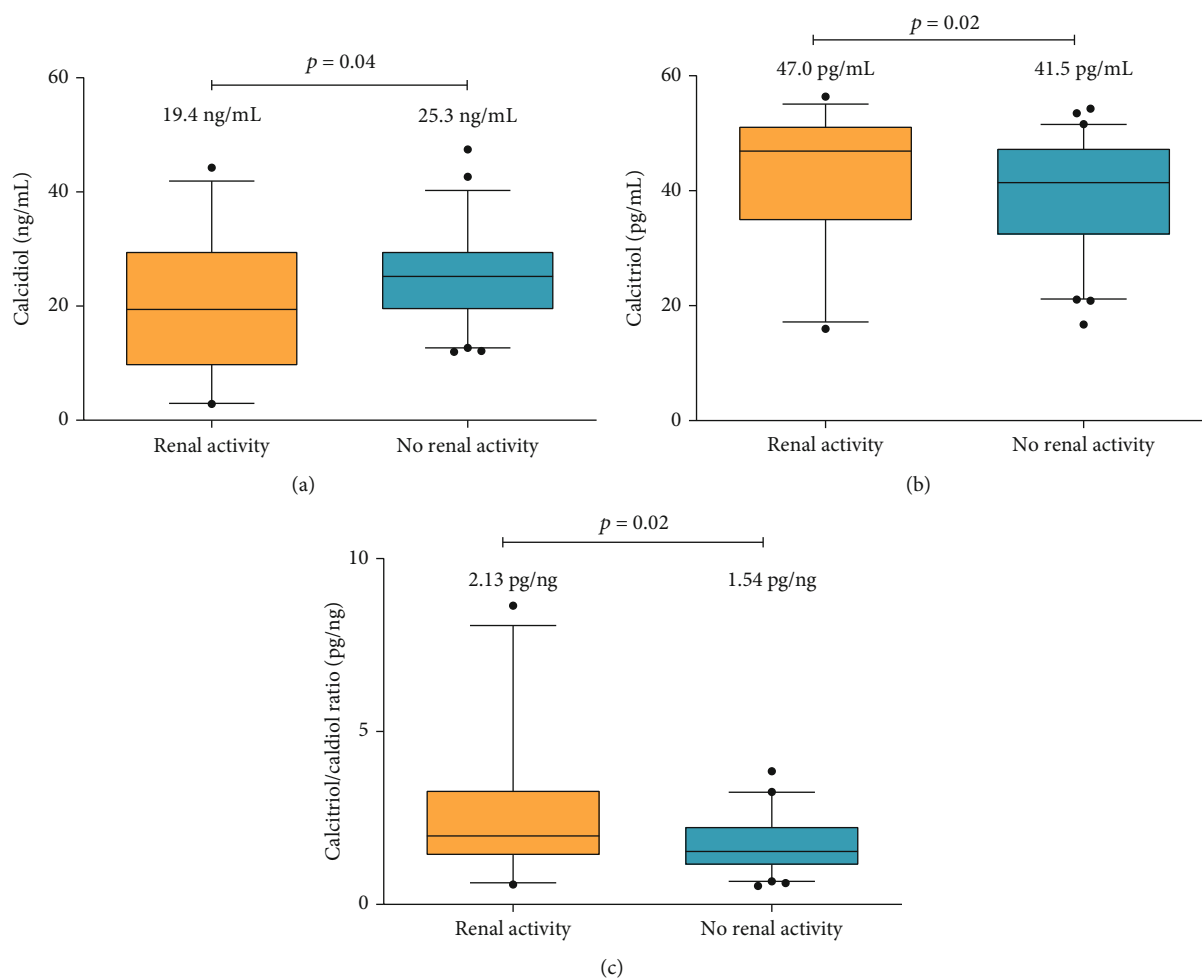 p = 0.04
60
19.4 ng/mL
25.3 ng/mL
40
20
0
Calcidiol (ng/mL)
Renal activity
No renal activity
(a)
p = 0.02
60
47.0 pg/mL
41.5 pg/mL
40
20
0
Calcitriol (pg/mL)
Renal activity
No renal activity
(b)
p = 0.02
10
2.13 pg/ng
1.54 pg/ng
5
0
Calcitriol/caldiol ratio (pg/ng)
Renal activity
No renal activity
(c)